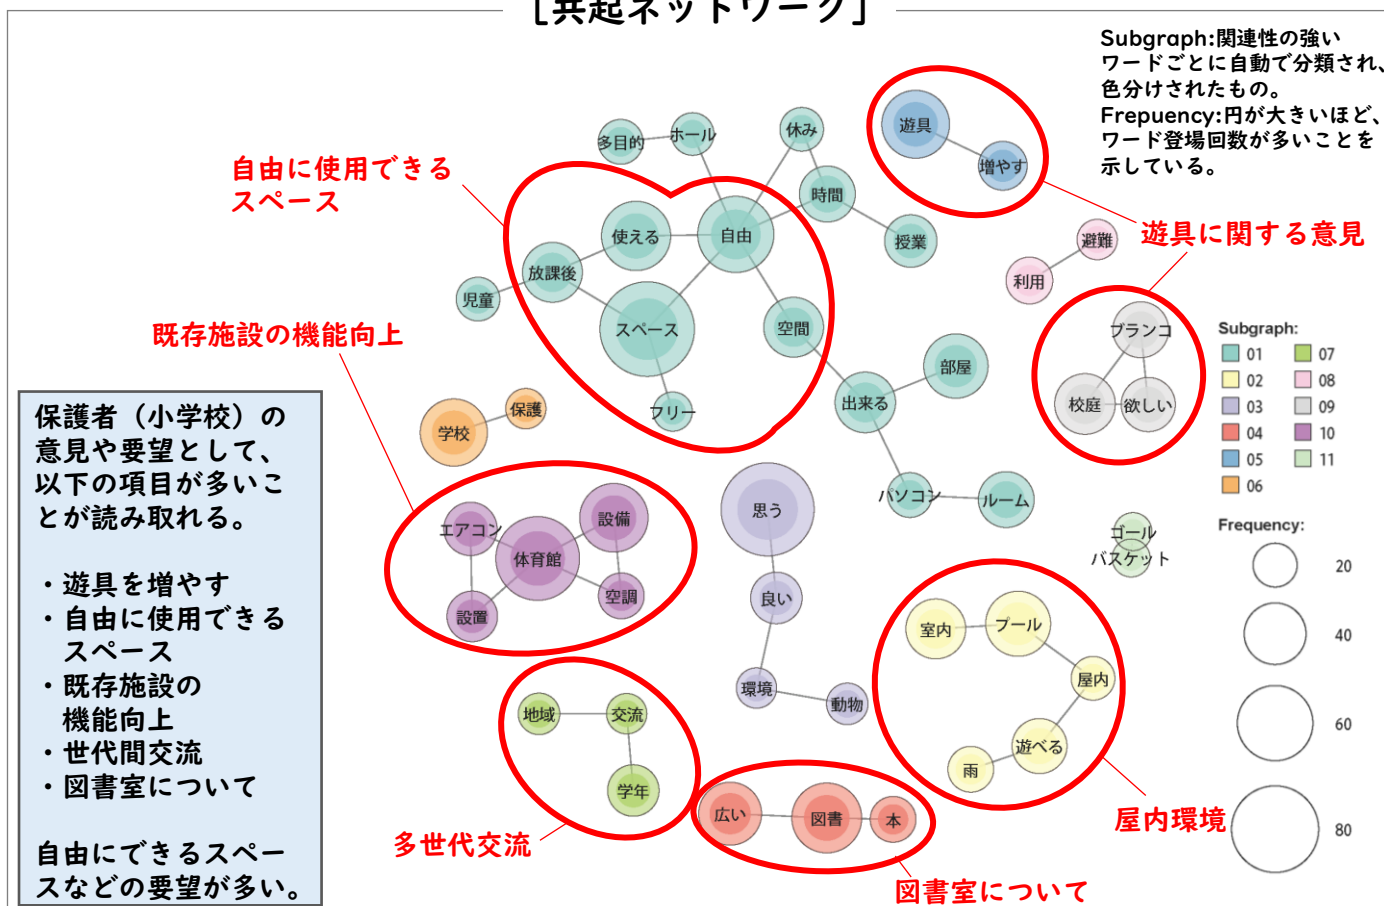 ［共起ネットワーク］
Subgraph:関連性の強い
ワードごとに自動で分類され、
色分けされたもの。
Frepuency:円が大きいほど、
ワード登場回数が多いことを
示している。
遊具
増やす
多目的
ホール
休み
時間
授業
自由に使用できる
スペース
使える
自由
放課後
児童
スペース
空間
フリー
避難
利用
遊具に関する意見
既存施設の機能向上
ブランコ
校庭
欲しい
部屋
出来る
パソコン
ルーム
学校
保護
Subgraph:
01
02
03
04
05
06
07
08
09
10
11
保護者（小学校）の
意見や要望として、
以下の項目が多いこ
とが読み取れる。
・遊具を増やす
・自由に使用できる
スペース
・既存施設の
機能向上
・世代間交流
・図書室について
自由にできるスペー
スなどの要望が多い。
エアコン
体育館
設備
設置
空調
思う
良い
環境
動物
ゴール
バスケット
Frequency:
20
40
60
80
室内
プール
屋内
遊べる
雨
屋内環境
地域
交流
学年
多世代交流
広い
図書
本
図書室について